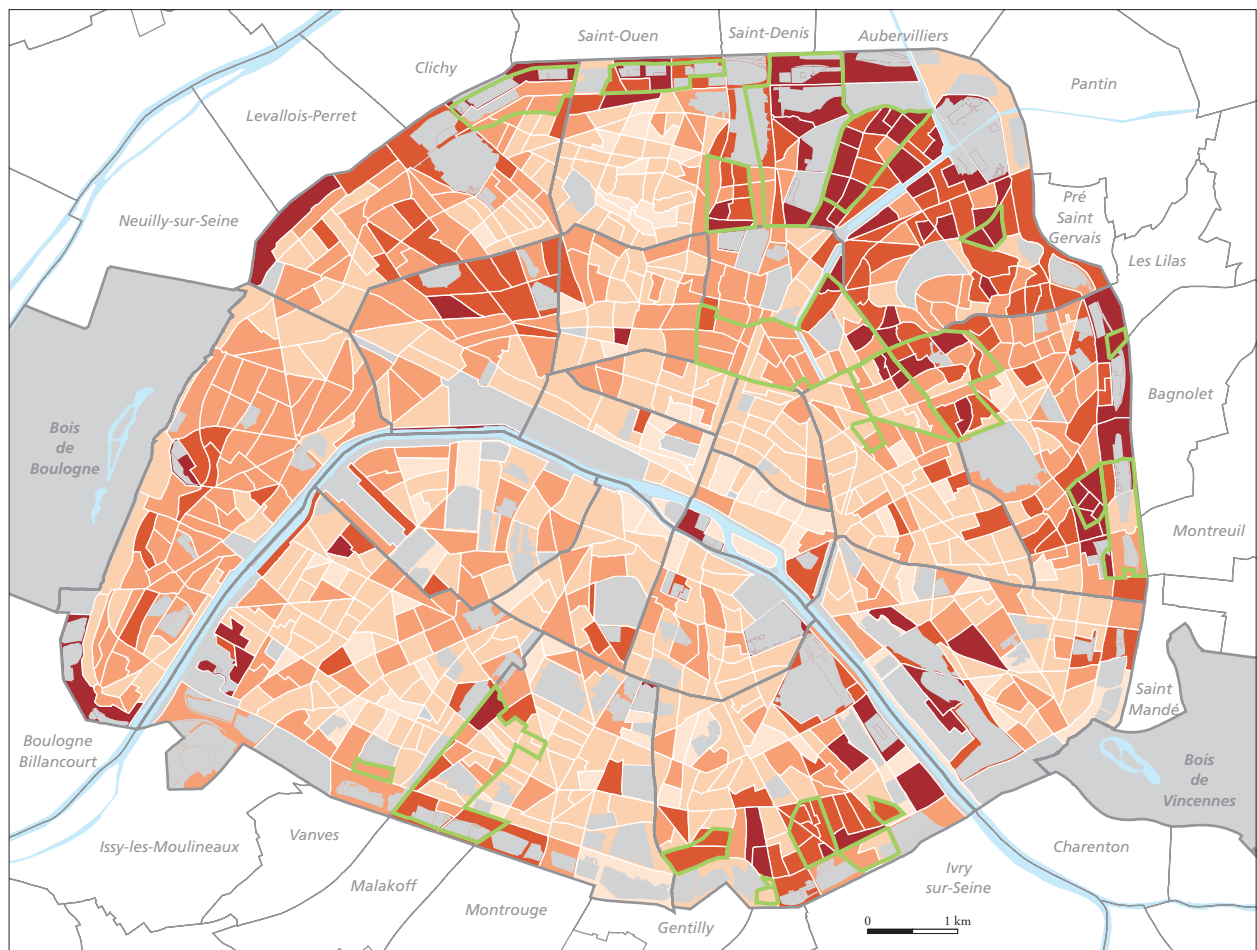 Saint-Ouen
Saint-Denis
Aubervilliers
Clichy
Pantin
Levallois-Perret
Neuilly-sur-Seine
Pré
Saint
Gervais
Les Lilas
Bagnolet
Bois
de
Boulogne
Montreuil
Saint
Mandé
Boulogne
Billancourt
Bois
de
Vincennes
Issy-les-Moulineaux
Vanves
Malakoff
Montrouge
Gentilly
Ivry
sur-Seine
Charenton
0 1 km